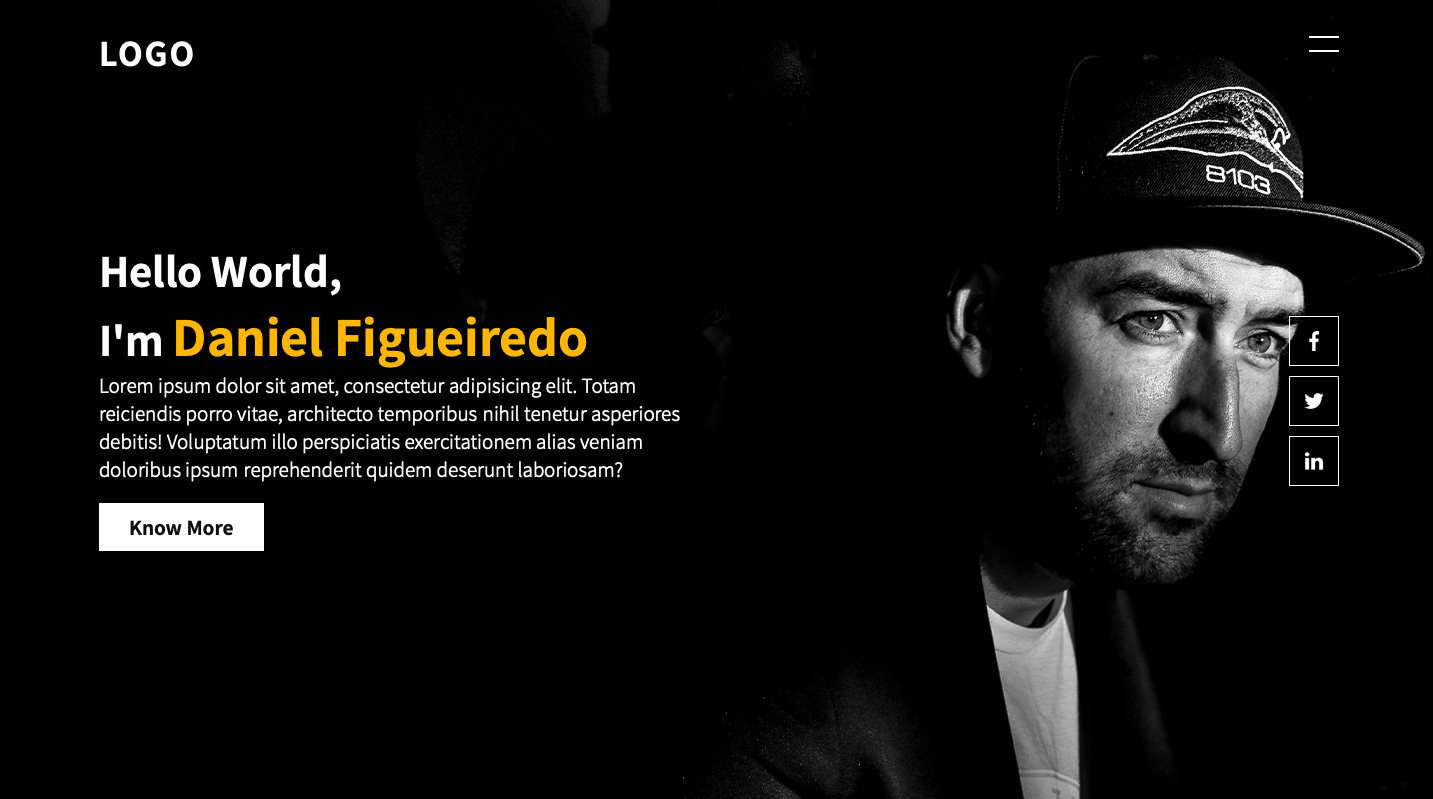 LOGO
8103
Hello World,
I'm Daniel Figueiredo
Lorem ipsum dolor sit amet, consectetur adipisicing elit. Totam
reiciendis porro vitae, architecto temporibus nihil tenetur asperiores
debitis! Voluptatum illo perspiciatis exercitationem alias veniam
doloribus ipsum reprehenderit quidem deserunt laboriosam?
Know More